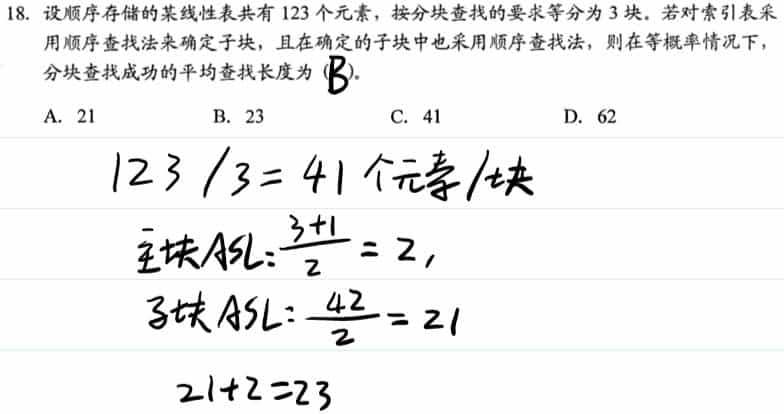 18. 设顺序存储的某线性表共有 123 个元素，按分块查找的要求等分为 3 块。若对索引表采
用顺序查找法来确定子块，且在确定的子块中也采用顺序查找法，则在等概率情况下，
分块查找成功的平均查找长度为（B）。
A. 21 B. 23 C. 41 D. 62
123 / 3 = 41 个元素/块
主块ASL: \frac{3+1}{2} = 2,
子块ASL: \frac{42}{2} = 21
21+2=23